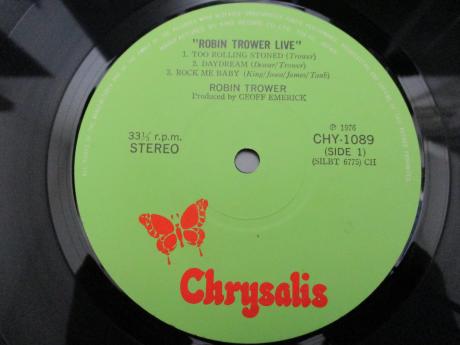 "ROBIN TROWER LIVE"
1. TOO ROLLING STONED (Trower)
2. DAYDREAM (Dewar/Trower)
3. ROCK ME BABY (King/Josea/James/Taub)
ROBIN TROWER
Produced by GEOFF EMERICK
33⅓ r.p.m.
STEREO
Ⓟ 1976
CHY-1089
(SIDE 1)
(SILBT 6775) CH
Chrysalis